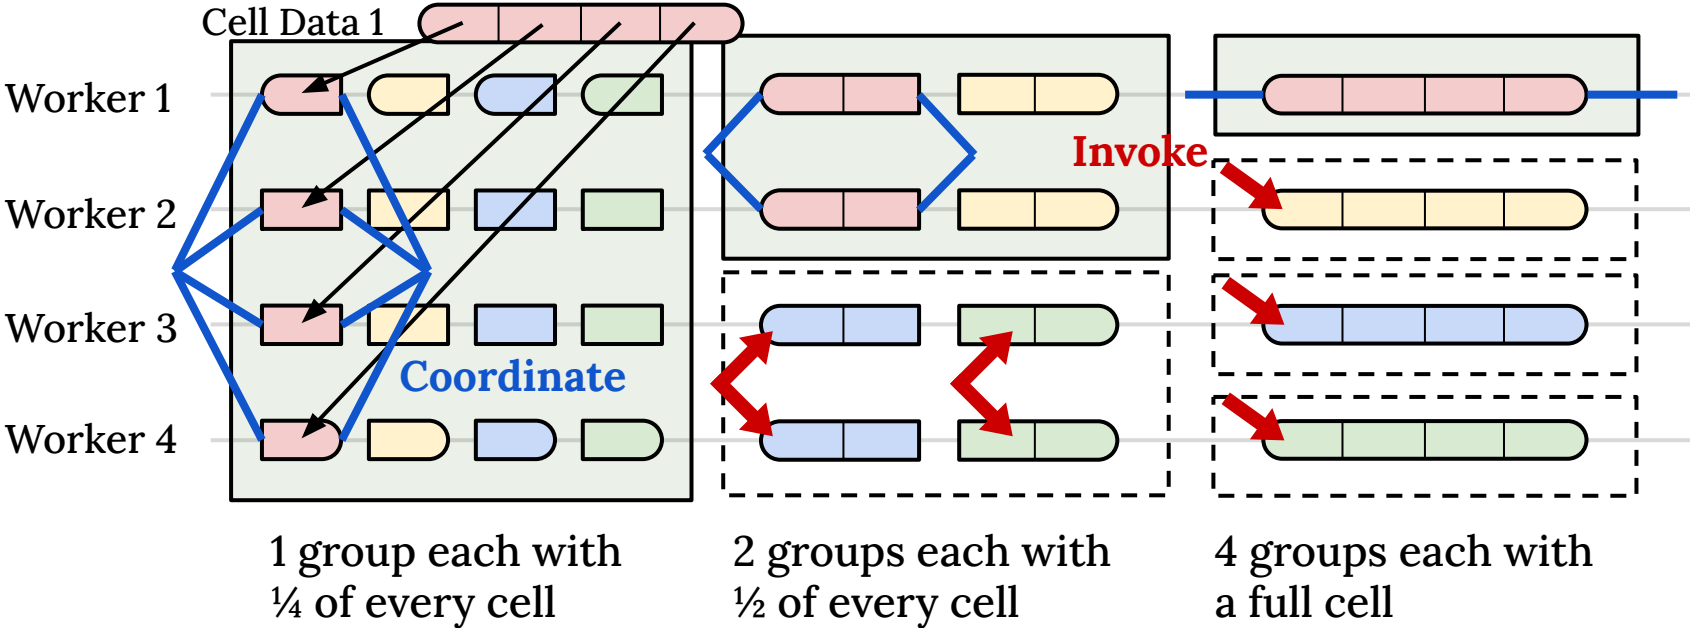 Cell Data 1
Worker 1
Invoke
Worker 2
Worker 3
Coordinate
Worker 4
1 group each with
¼ of every cell
2 groups each with
½ of every cell
4 groups each with
a full cell